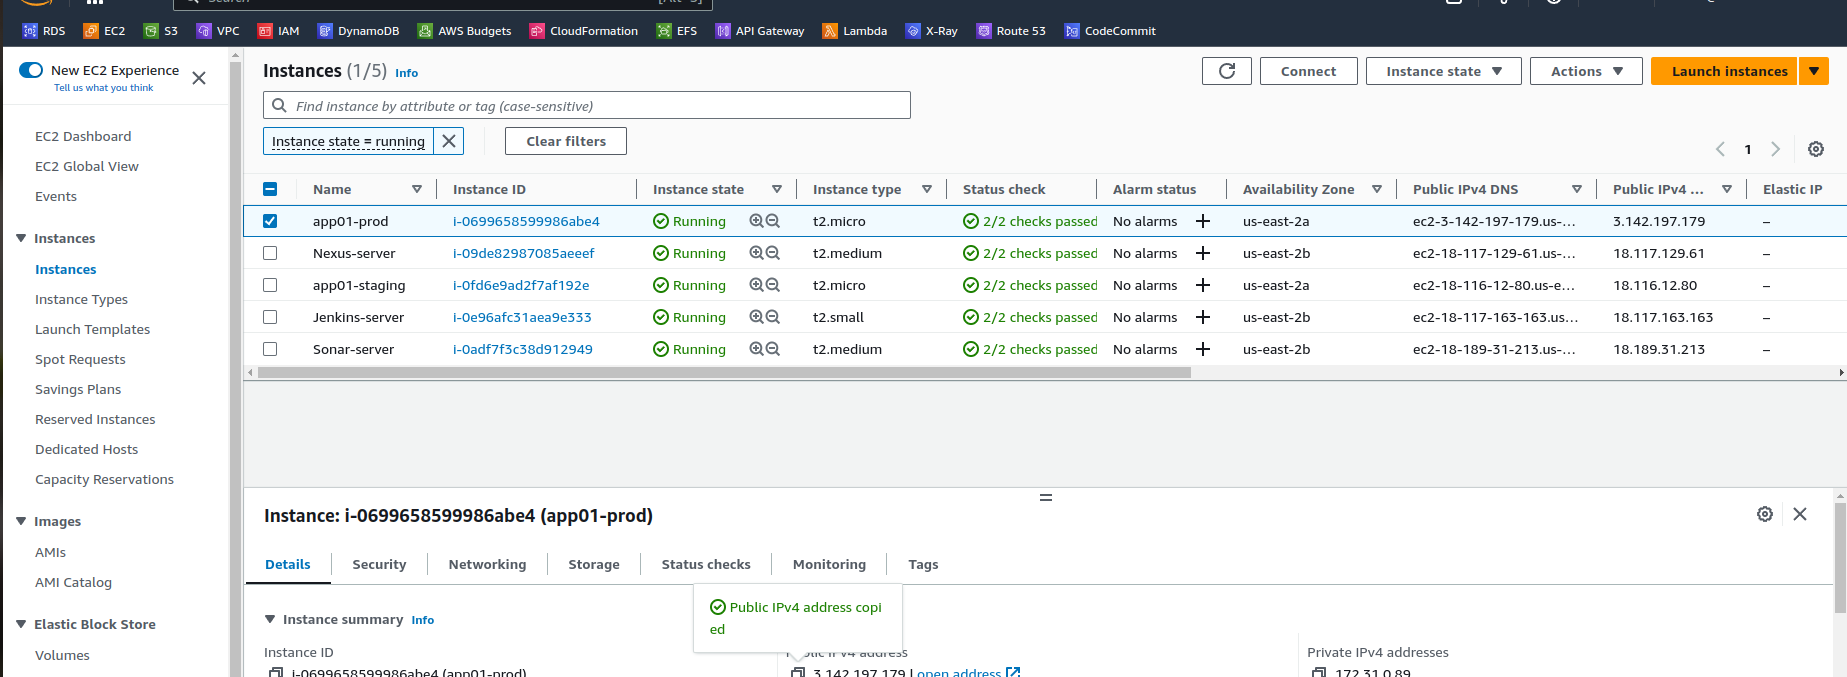 RDS EC2 S3 VPC IAM DynamoDB AWS Budgets CloudFormation EFS API Gateway Lambda X-Ray Route 53 CodeCommit
New EC2 Experience
Tell us what you think
EC2 Dashboard
EC2 Global View
Events
Instances
Instances
Instance Types
Launch Templates
Spot Requests
Savings Plans
Reserved Instances
Dedicated Hosts
Capacity Reservations
Images
AMIs
AMI Catalog
Elastic Block Store
Volumes
Instances (1/5) Info
Connect Instance state Actions Launch instances
Find instance by attribute or tag (case-sensitive)
Instance state = running Clear filters
1
Name Instance ID Instance state Instance type Status check Alarm status Availability Zone Public IPv4 DNS Public IPv4 ... Elastic IP
app01-prod i-0699658599986abe4 Running t2.micro 2/2 checks passed No alarms + us-east-2a ec2-3-142-197-179.us-... 3.142.197.179 –
Nexus-server i-09de82987085aeeef Running t2.medium 2/2 checks passed No alarms + us-east-2b ec2-18-117-129-61.us-... 18.117.129.61 –
app01-staging i-0fd6e9ad2f7af192e Running t2.micro 2/2 checks passed No alarms + us-east-2a ec2-18-116-12-80.us-e... 18.116.12.80 –
Jenkins-server i-0e96afc31aea9e333 Running t2.small 2/2 checks passed No alarms + us-east-2b ec2-18-117-163-163.us... 18.117.163.163 –
Sonar-server i-0adf7f3c38d912949 Running t2.medium 2/2 checks passed No alarms + us-east-2b ec2-18-189-31-213.us-... 18.189.31.213 –
Instance: i-0699658599986abe4 (app01-prod)
Details Security Networking Storage Status checks Monitoring Tags
Public IPv4 address copi
ed
Instance summary Info
Instance ID
i-0699658599986abe4 (app01-prod)
Public IPv4 address
3.142.197.179 | open address
Private IPv4 addresses
172.31.0.89